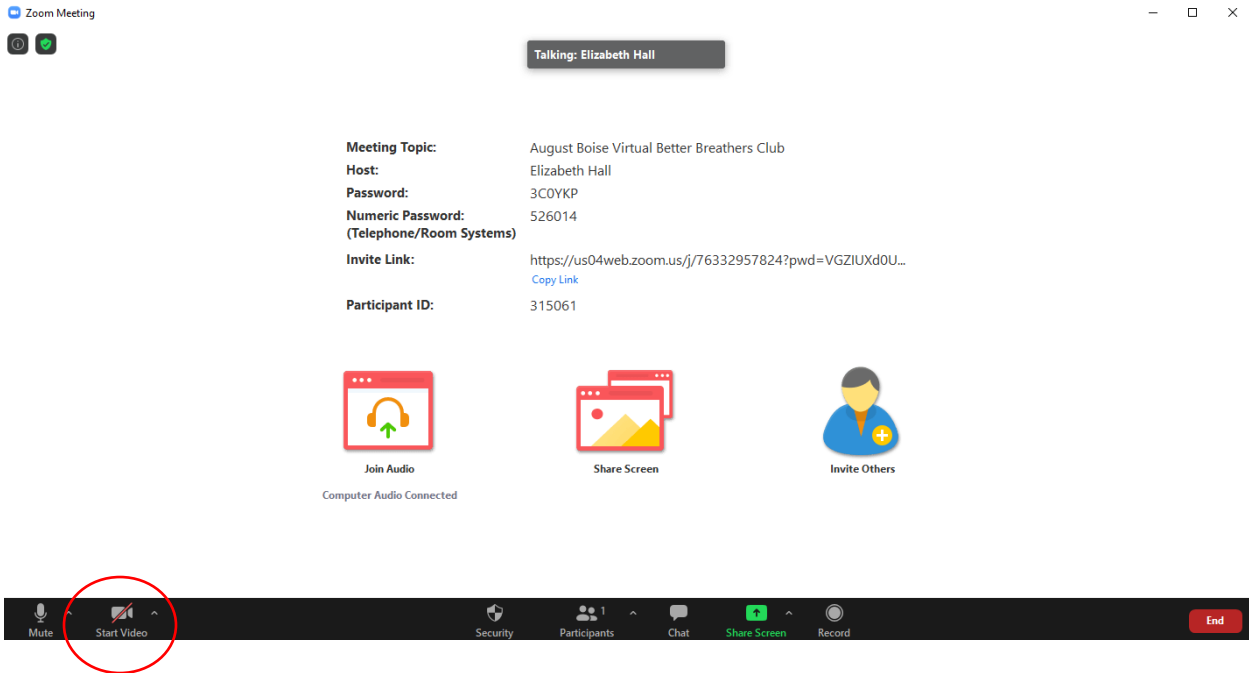 Zoom Meeting
Talking: Elizabeth Hall
Meeting Topic: August Boise Virtual Better Breathers Club
Host: Elizabeth Hall
Password: 3C0YKP
Numeric Password: 526014
(Telephone/Room Systems)
Invite Link: https://us04web.zoom.us/j/76332957824?pwd=VGZIUXd0U...
Copy Link
Participant ID: 315061
Join Audio Share Screen Invite Others
Computer Audio Connected
1
Mute Start Video Security Participants Chat Share Screen Record End